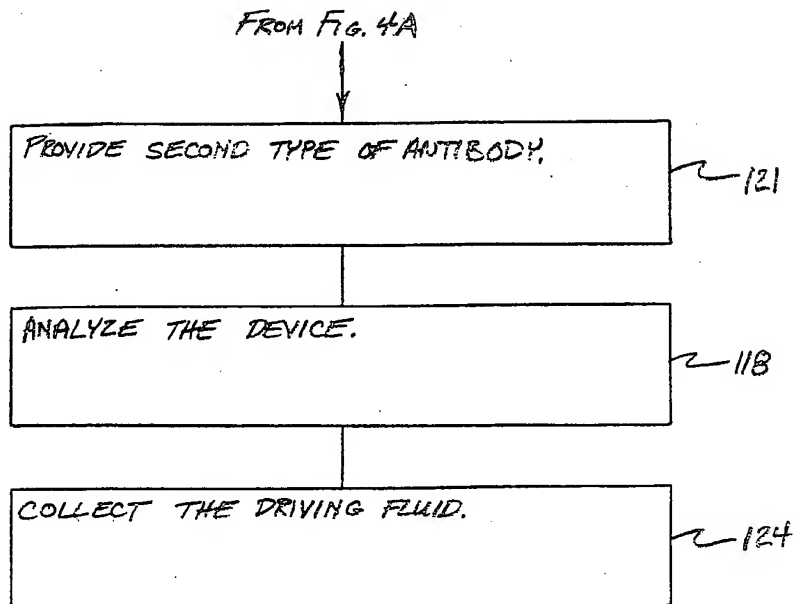 FROM FIG. 4A
PROVIDE SECOND TYPE OF ANTIBODY.
121
ANALYZE THE DEVICE.
118
COLLECT THE DRIVING FLUID.
124